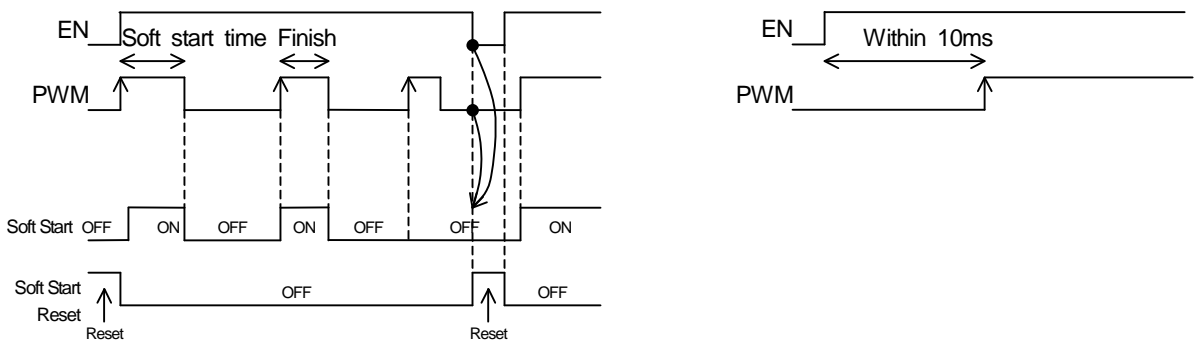 EN
Soft start time Finish
PWM
Soft Start OFF ON OFF ON OFF OFF ON
Soft Start
Reset
OFF OFF
Reset Reset
EN
Within 10ms
PWM